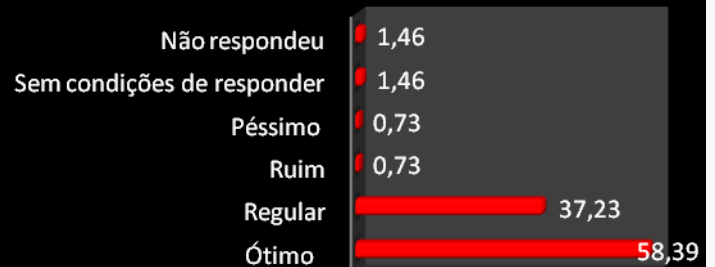 Não respondeu 1,46
Sem condições de responder 1,46
Péssimo 0,73
Ruim 0,73
Regular 37,23
Ótimo 58,39